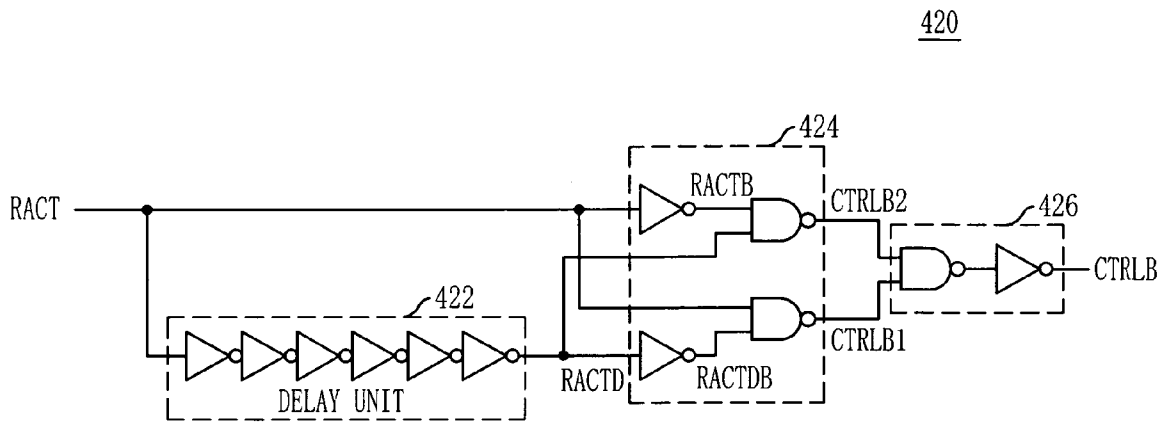 420
424
RACT
RACTB
CTRLB2
426
CTRLB
422
CTRLB1
RACTD
RACTDB
DELAY UNIT